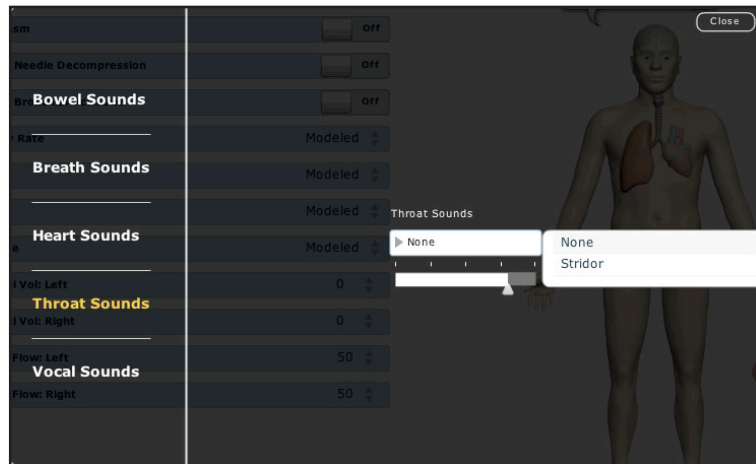 Close
Bowel Sounds
Breath Sounds
Heart Sounds
Throat Sounds
Vocal Sounds
sm
Off
Needle Decompression
Off
Off
Rate
Modeled
Modeled
Modeled
Modeled
l Vol: Left
0
l Vol: Right
0
Flow: Left
50
Flow: Right
50
Throat Sounds
None
None
Stridor